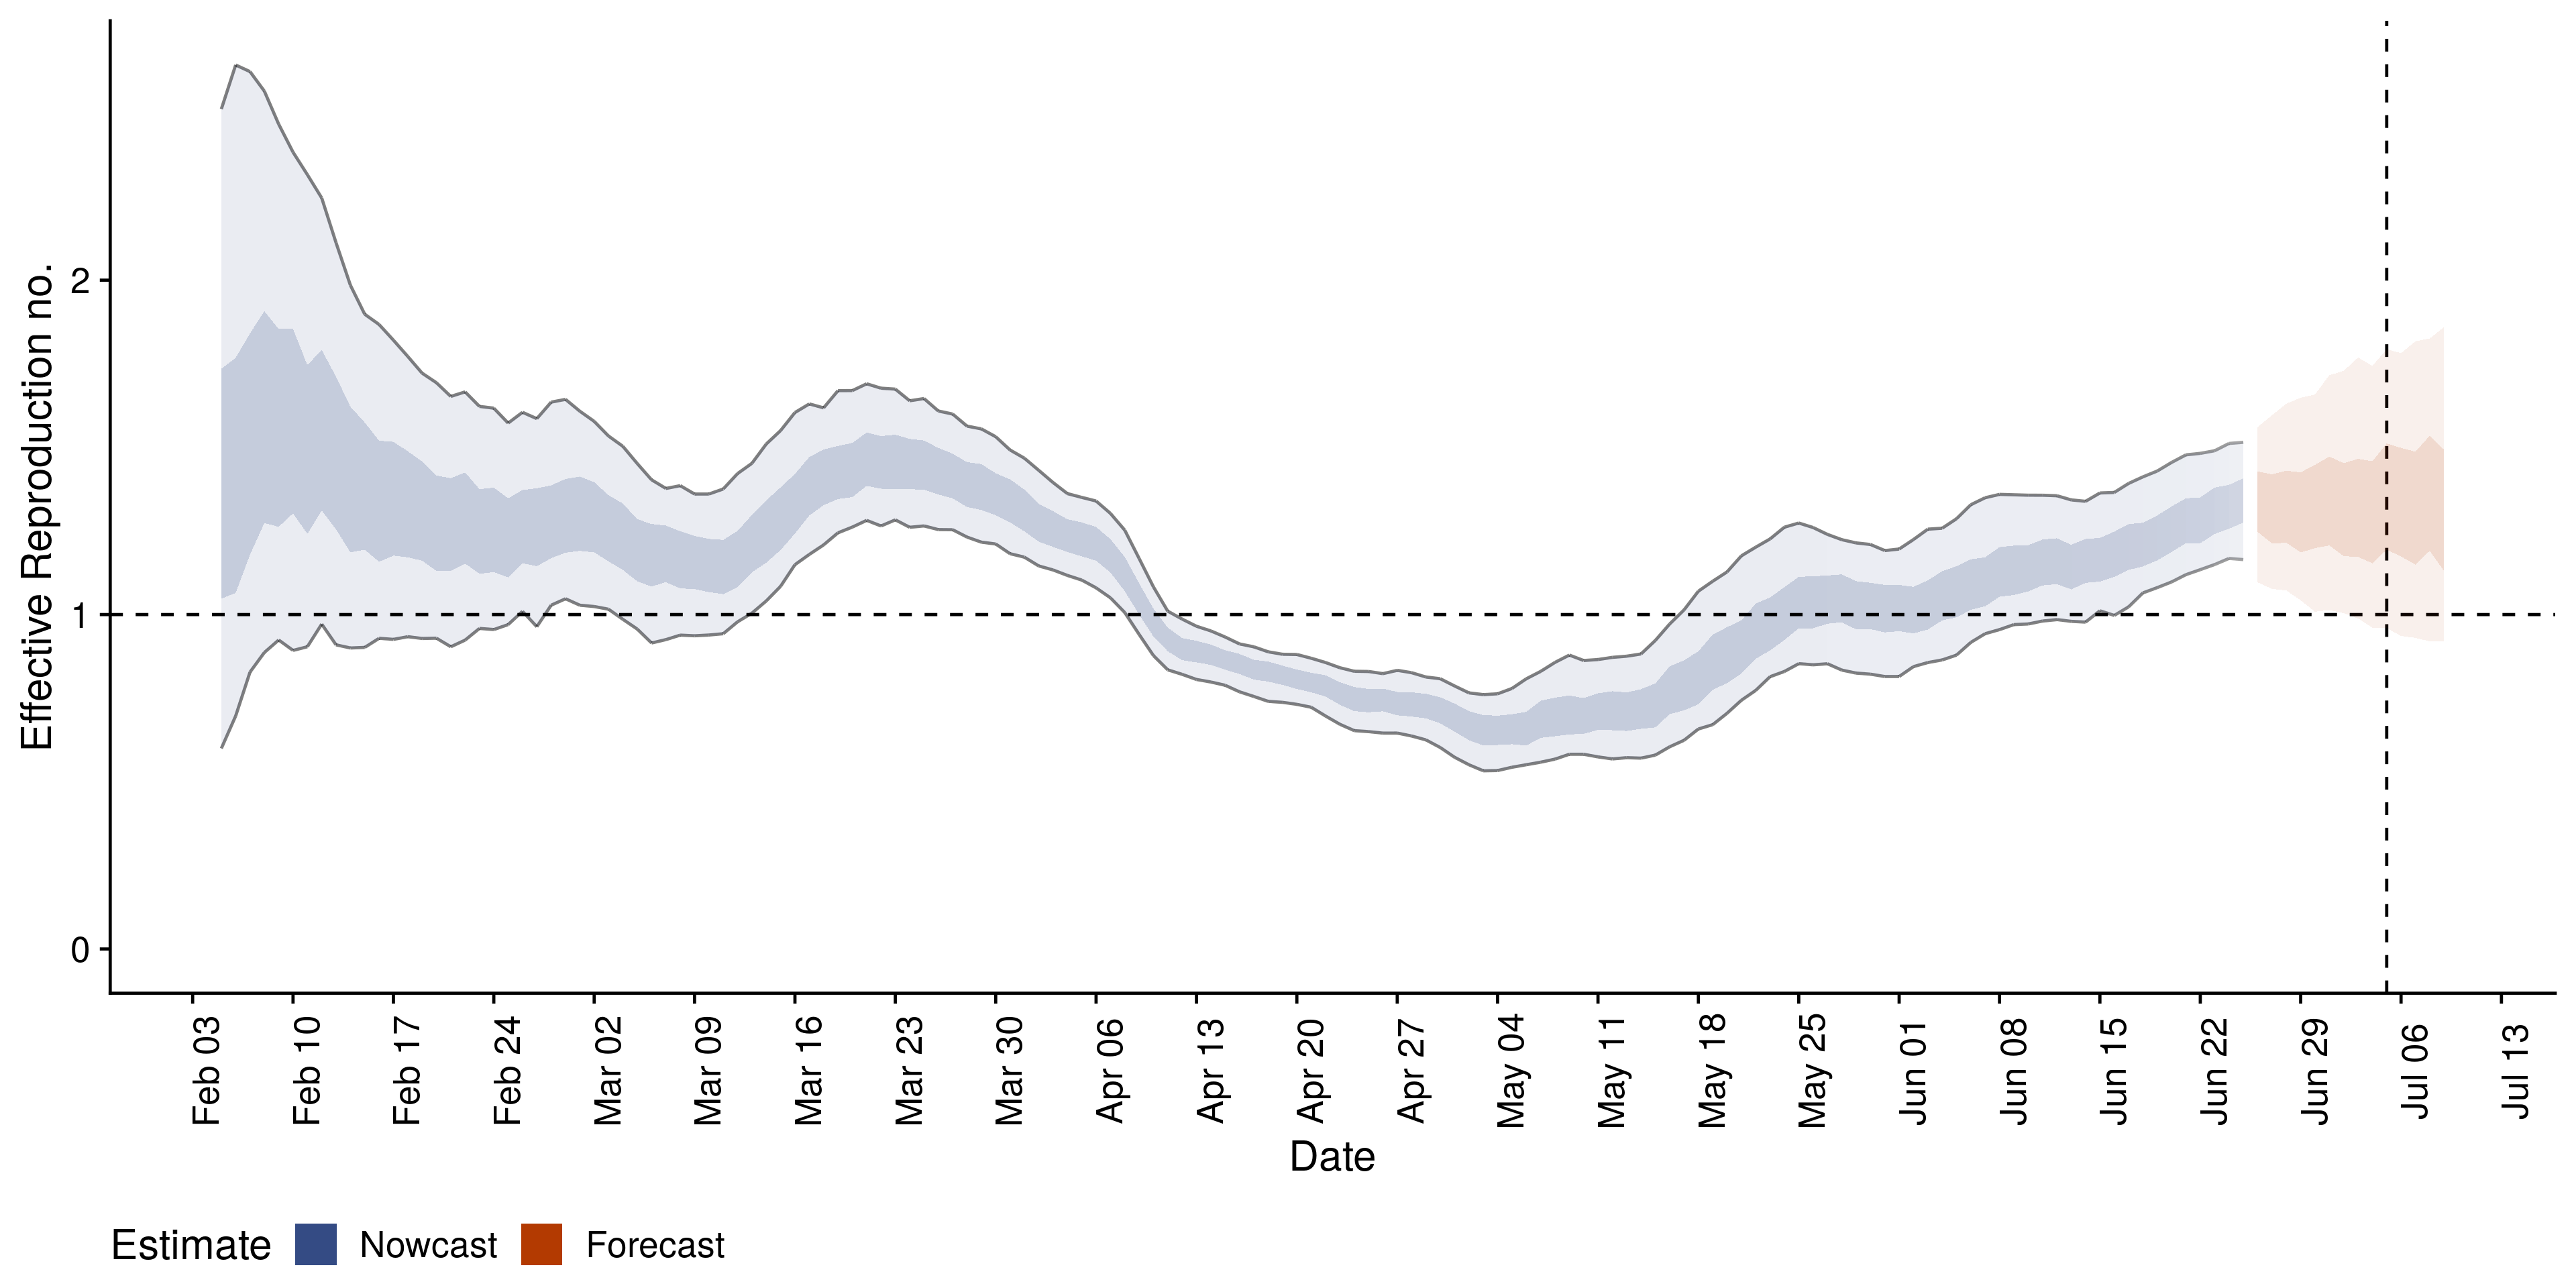 Effective Reproduction no.
2
1
0
Feb 03
Feb 10
Feb 17
Feb 24
Mar 02
Mar 09
Mar 16
Mar 23
Mar 30
Apr 06
Apr 13
Apr 20
Apr 27
May 04
May 11
May 18
May 25
Jun 01
Jun 08
Jun 15
Jun 22
Jun 29
Jul 06
Jul 13
Date
Estimate Nowcast Forecast